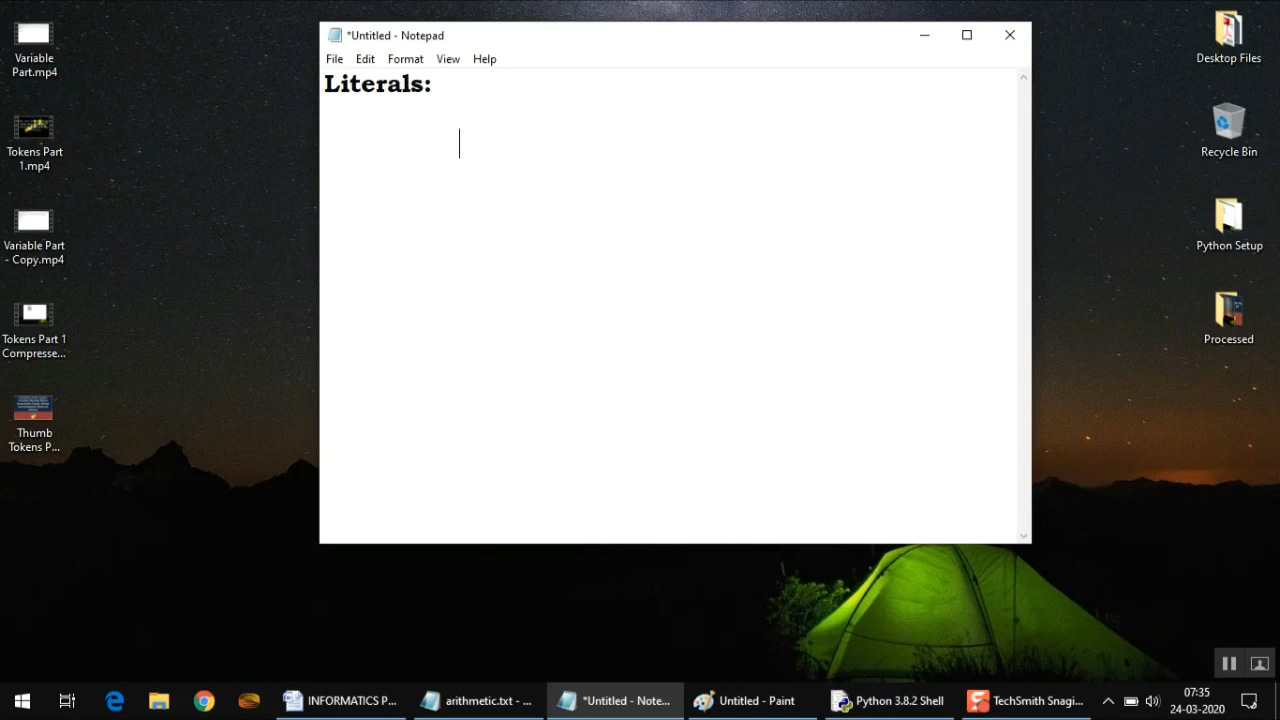 *Untitled - Notepad
File Edit Format View Help
Literals:
Variable
Part.mp4
Tokens Part
1.mp4
Variable Part
- Copy.mp4
Tokens Part 1
Compresse...
Thumb
Tokens P...
Desktop Files
Recycle Bin
Python Setup
Processed
INFORMATICS P...
arithmetic.txt - ...
*Untitled - Note...
Untitled - Paint
Python 3.8.2 Shell
TechSmith Snagi...
07:35
24-03-2020